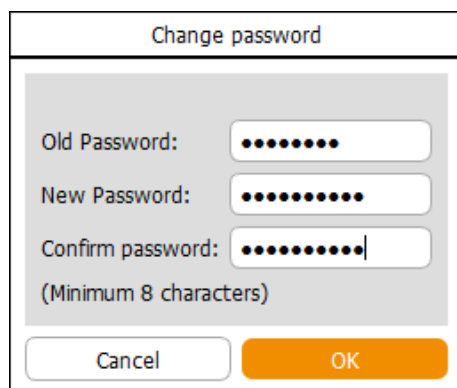 Change password
Old Password: ●●●●●●●●
New Password: ●●●●●●●●●●
Confirm password: ●●●●●●●●●●
(Minimum 8 characters)
Cancel OK